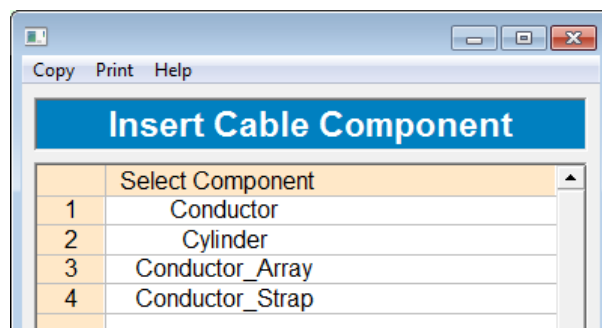 Copy Print Help
Insert Cable Component
Select Component
1 Conductor
2 Cylinder
3 Conductor_Array
4 Conductor_Strap